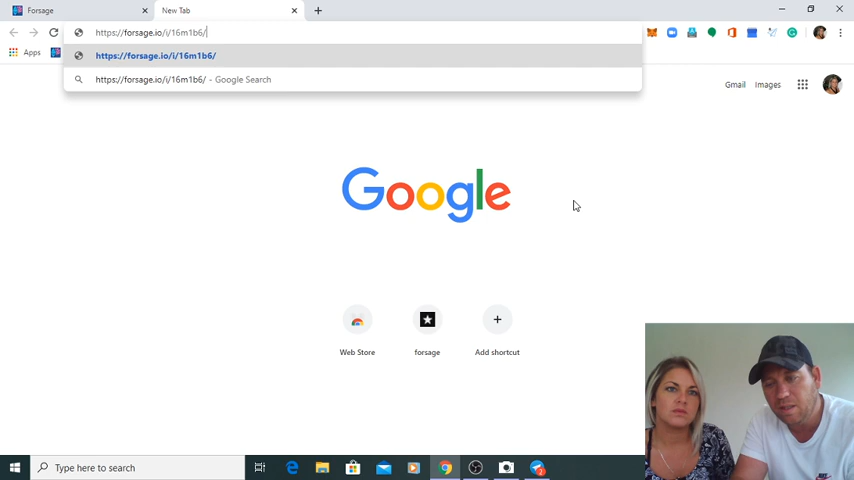 Forsage
New Tab
https://forsage.io/i/16m1b6/
Apps
https://forsage.io/i/16m1b6/
https://forsage.io/i/16m1b6/ - Google Search
Gmail
Images
Google
Web Store
forsage
Add shortcut
Type here to search